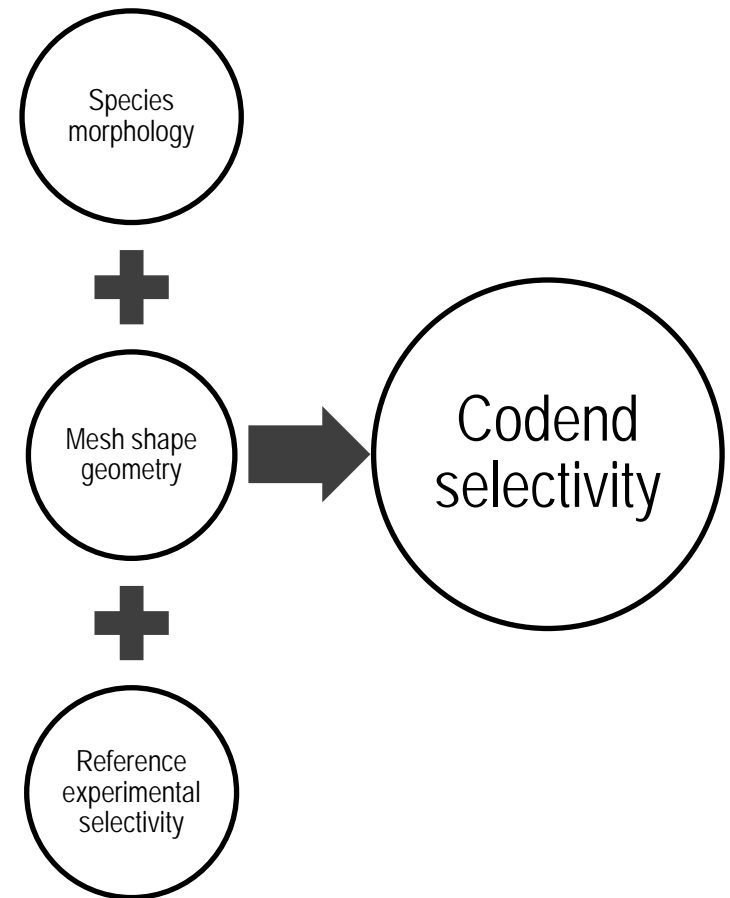 Species
morphology
Mesh shape
geometry
Reference
experimental
selectivity
Codend
selectivity